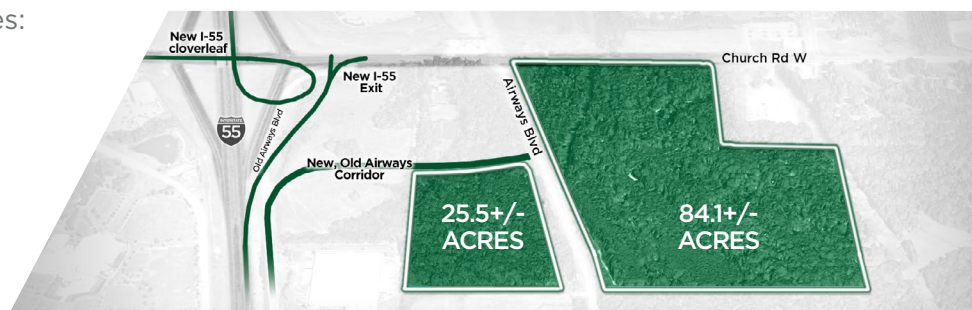 es:
New I-55
cloverleaf
New I-55
Exit
Church Rd W
Airways Blvd
INTERSTATE
55
Old Airways Blvd
New, Old Airways
Corridor
25.5+/-
ACRES
84.1+/-
ACRES